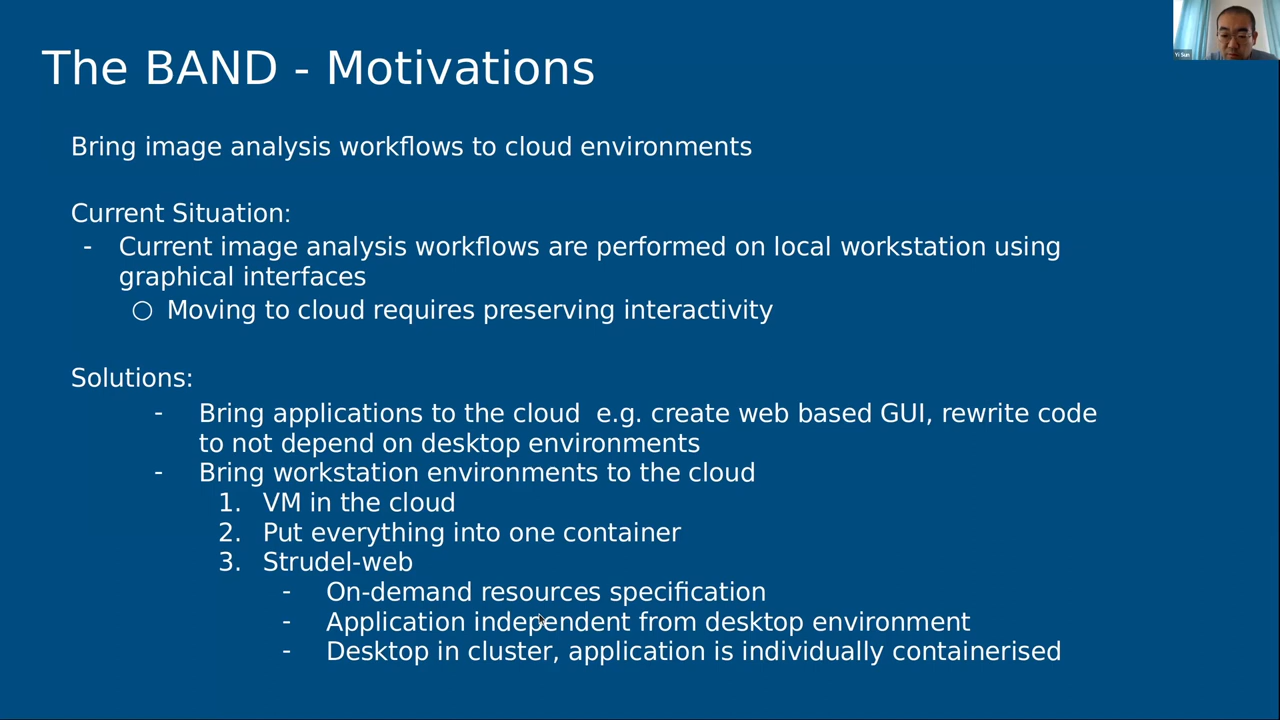 The BAND - Motivations
Yi Sun
Bring image analysis workflows to cloud environments
Current Situation:
- Current image analysis workflows are performed on local workstation using
graphical interfaces
○ Moving to cloud requires preserving interactivity
Solutions:
- Bring applications to the cloud  e.g. create web based GUI, rewrite code
to not depend on desktop environments
- Bring workstation environments to the cloud
1. VM in the cloud
2. Put everything into one container
3. Strudel-web
- On-demand resources specification
- Application independent from desktop environment
- Desktop in cluster, application is individually containerised